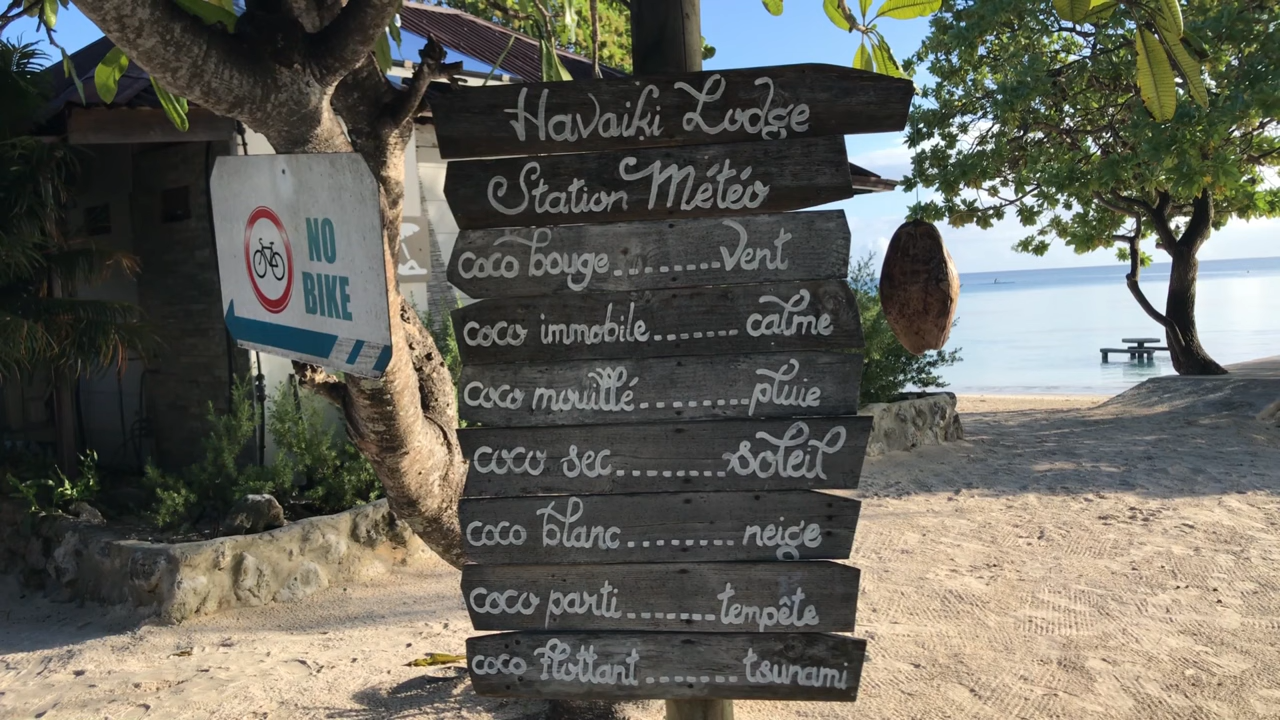 Havaiki Lodge
Station Météo
coco bouge.........Vent
coco immobile...... calme
coco mouillé.........pluie
coco sec..........soleil
coco blanc......... neige
coco parti.......tempête
coco flottant ........ tsunami
NO
BIKE